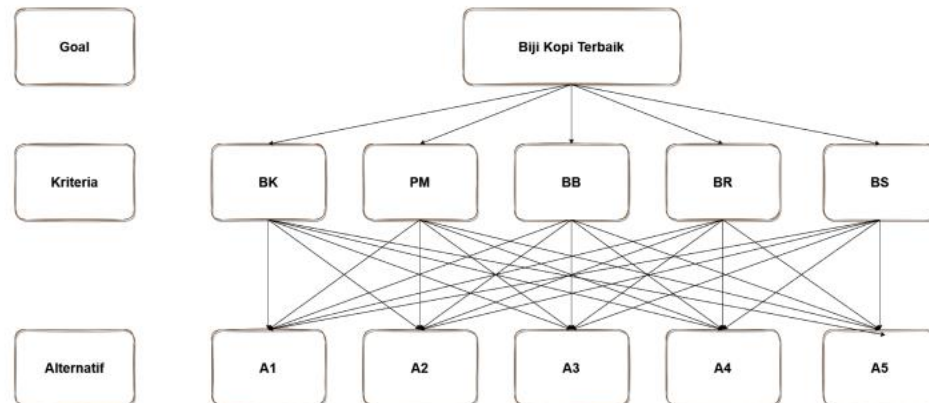 Goal
Biji Kopi Terbaik
Kriteria
BK
PM
BB
BR
BS
Alternatif
A1
A2
A3
A4
A5